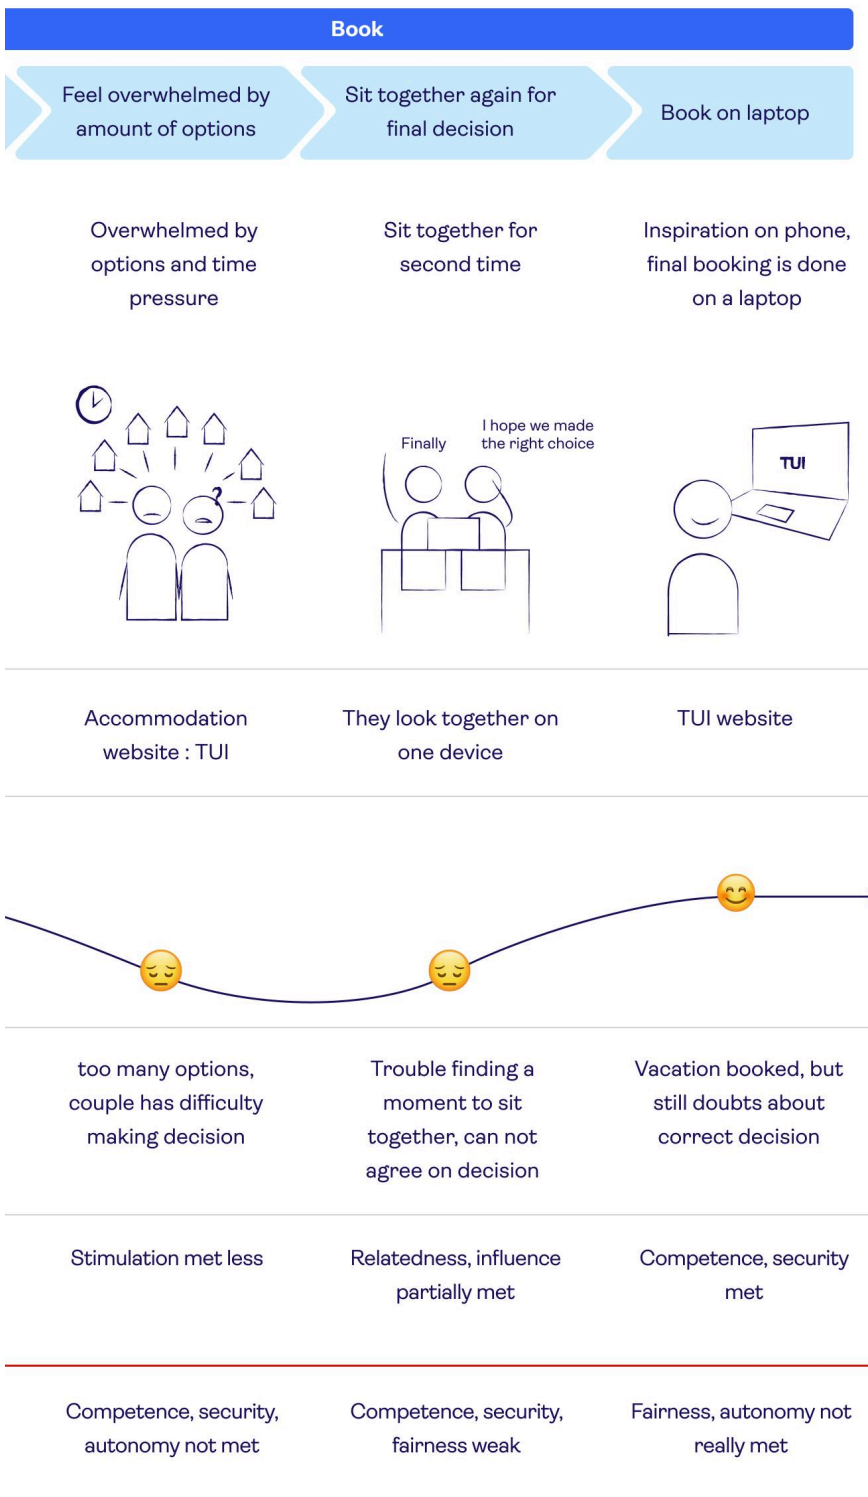 Book
Feel overwhelmed by
amount of options
Sit together again for
final decision
Book on laptop
Overwhelmed by
options and time
pressure
Sit together for
second time
Inspiration on phone,
final booking is done
on a laptop
?
Finally
I hope we made
the right choice
TUI
Accommodation
website : TUI
They look together on
one device
TUI website
too many options,
couple has difficulty
making decision
Trouble finding a
moment to sit
together, can not
agree on decision
Vacation booked, but
still doubts about
correct decision
Stimulation met less
Relatedness, influence
partially met
Competence, security
met
Competence, security,
autonomy not met
Competence, security,
fairness weak
Fairness, autonomy not
really met